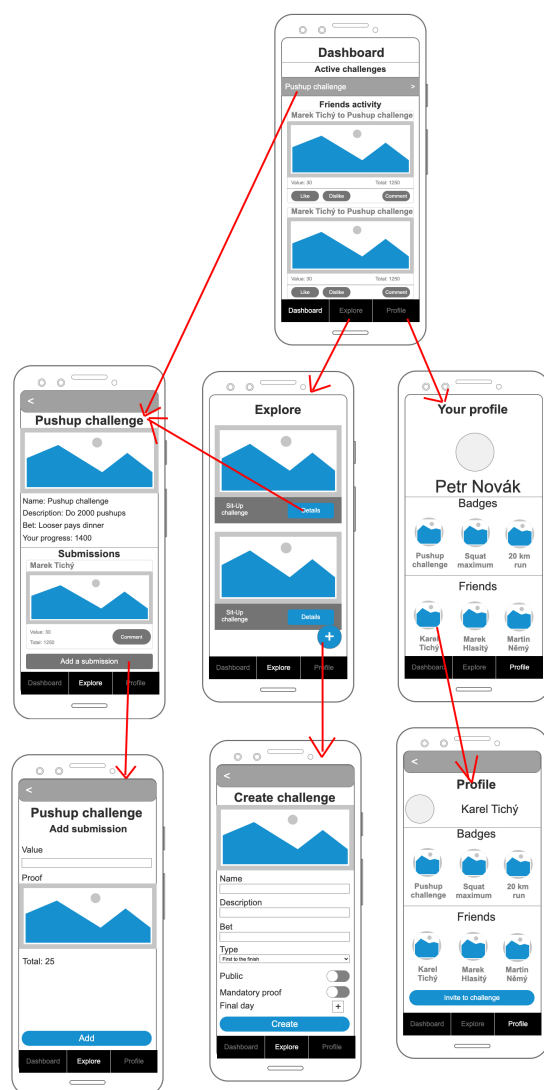 Dashboard
Active challenges
Pushup challenge >
Friends activity
Marek Tichý to Pushup challenge
Value: 30 Total: 1250
Like Dislike Comment
Marek Tichý to Pushup challenge
Value: 30 Total: 1250
Like Dislike Comment
Dashboard Explore Profile
<
Pushup challenge
Name: Pushup challenge
Description: Do 2000 pushups
Bet: Looser pays dinner
Your progress: 1400
Submissions
Marek Tichý
Value: 30
Total: 1250
Comment
Add a submission
Dashboard Explore Profile
Explore
Sit-Up
challenge
Details
Sit-Up
challenge
Details
+
Dashboard Explore Profile
Your profile
Petr Novák
Badges
Pushup
challenge
Squat
maximum
20 km
run
Friends
Karel
Tichý
Marek
Hlasitý
Martin
Němý
Dashboard Explore Profile
<
Pushup challenge
Add submission
Value
Proof
Total: 25
Add
Dashboard Explore Profile
<
Create challenge
Name
Description
Bet
Type
First to the finish
Public
Mandatory proof
Final day +
Create
Dashboard Explore Profile
<
Profile
Karel Tichý
Badges
Pushup
challenge
Squat
maximum
20 km
run
Friends
Karel
Tichý
Marek
Hlasitý
Martin
Němý
Invite to challenge
Dashboard Explore Profile